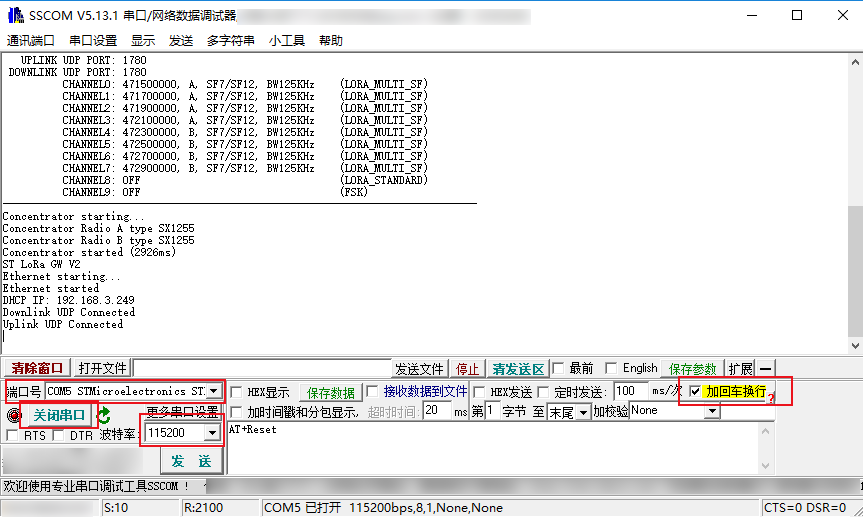 SSCOM V5.13.1 串口/网络数据调试器
通讯端口 串口设置 显示 发送 多字符串 小工具 帮助
UPLINK UDP PORT: 1780
DOWNLINK UDP PORT: 1780
CHANNEL0: 471500000, A, SF7/SF12, BW125KHz (LORA_MULTI_SF)
CHANNEL1: 471700000, A, SF7/SF12, BW125KHz (LORA_MULTI_SF)
CHANNEL2: 471900000, A, SF7/SF12, BW125KHz (LORA_MULTI_SF)
CHANNEL3: 472100000, A, SF7/SF12, BW125KHz (LORA_MULTI_SF)
CHANNEL4: 472300000, B, SF7/SF12, BW125KHz (LORA_MULTI_SF)
CHANNEL5: 472500000, B, SF7/SF12, BW125KHz (LORA_MULTI_SF)
CHANNEL6: 472700000, B, SF7/SF12, BW125KHz (LORA_MULTI_SF)
CHANNEL7: 472900000, B, SF7/SF12, BW125KHz (LORA_MULTI_SF)
CHANNEL8: OFF (LORA_STANDARD)
CHANNEL9: OFF (FSK)
Concentrator starting...
Concentrator Radio A type SX1255
Concentrator Radio B type SX1255
Concentrator started (2926ms)
ST LoRa GW V2
Ethernet starting...
Ethernet started
DHCP IP: 192.168.3.249
Downlink UDP Connected
Uplink UDP Connected
清除窗口 打开文件 发送文件 停止 清发送区 最前 English 保存参数 扩展 —
端口号 COM5 STMicroelectronics ST HEX显示 保存数据 接收数据到文件 HEX发送 定时发送: 100 ms/次 加回车换行
关闭串口 更多串口设置 加时间戳和分包显示, 超时时间: 20 ms 第 1 字节 至 末尾 加校验 None
RTS DTR 波特率: 115200 AT+Reset
发 送
欢迎使用专业串口调试工具SSCOM !
S:10 R:2100 COM5 已打开 115200bps,8,1,None,None CTS=0 DSR=0